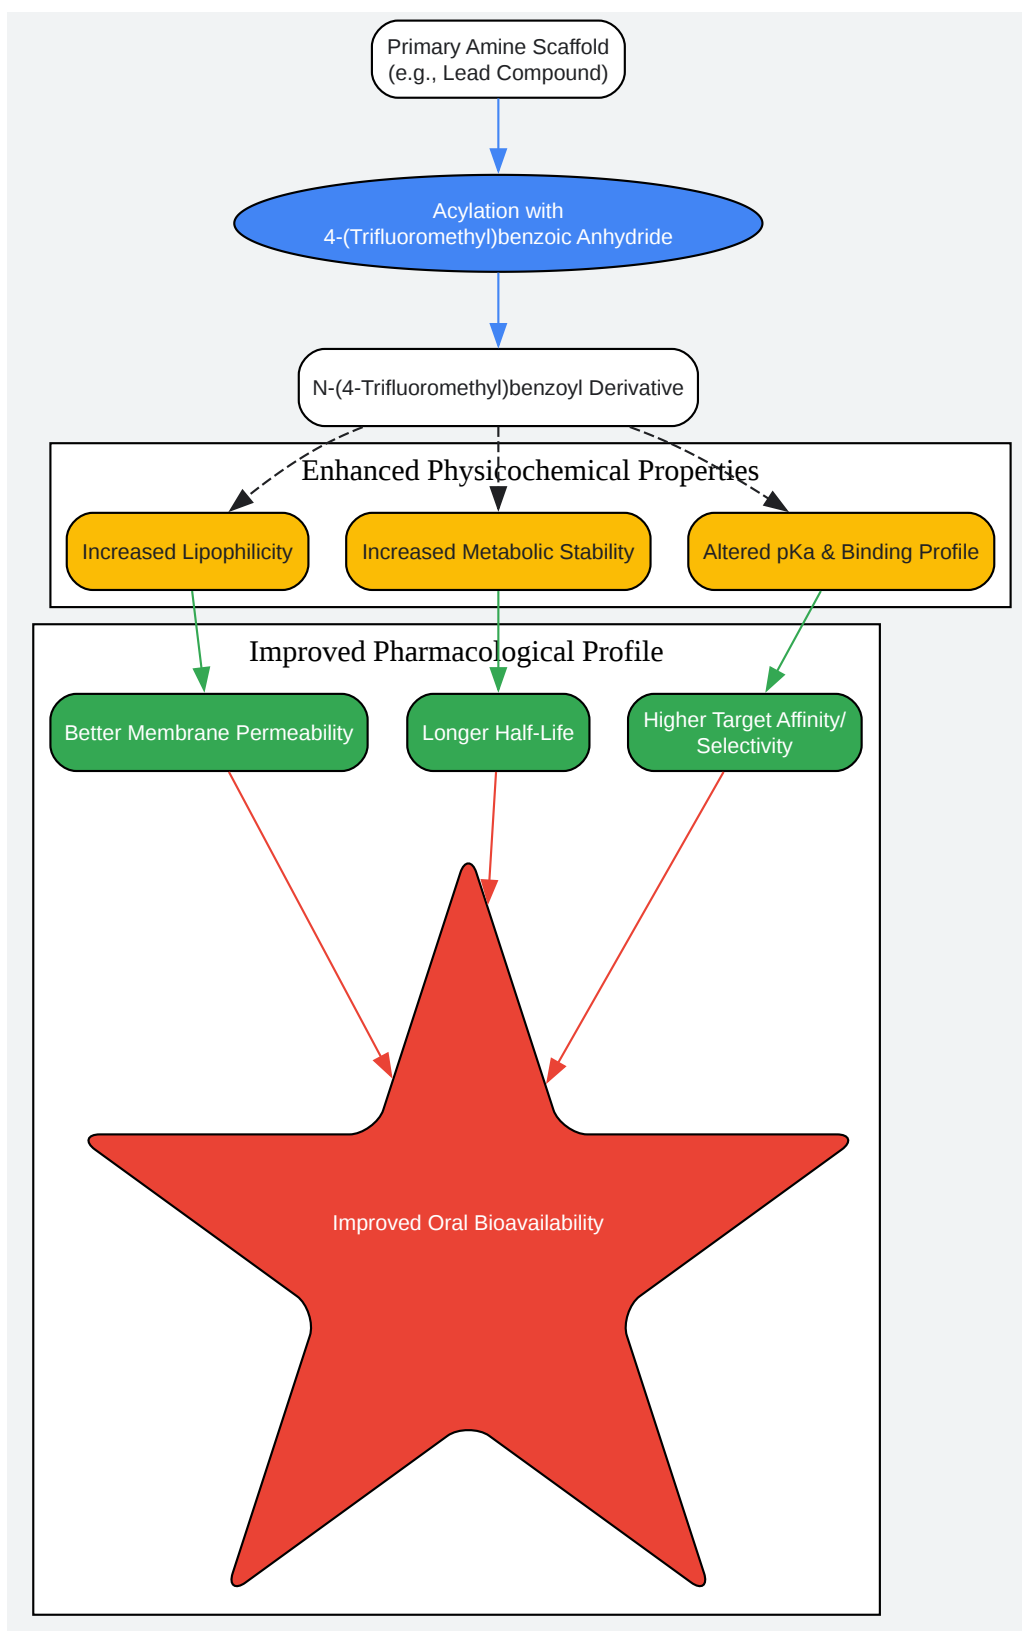 Primary Amine Scaffold
(e.g., Lead Compound)
Acylation with
4-(Trifluoromethyl)benzoic Anhydride
N-(4-Trifluoromethyl)benzoyl Derivative
Enhanced Physicochemical Properties
Increased Lipophilicity
Increased Metabolic Stability
Altered pKa & Binding Profile
Improved Pharmacological Profile
Better Membrane Permeability
Longer Half-Life
Higher Target Affinity/
Selectivity
Improved Oral Bioavailability